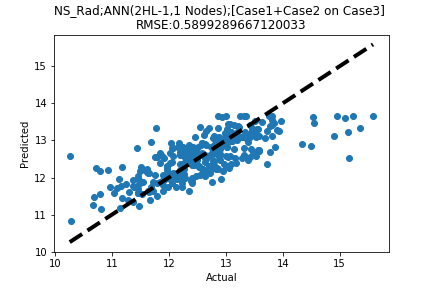 NS_Rad;ANN(2HL-1,1 Nodes);[Case1+Case2 on Case3]
RMSE:0.5899289667120033
15
14
13
12
11
10
Predicted
10 11 12 13 14 15
Actual